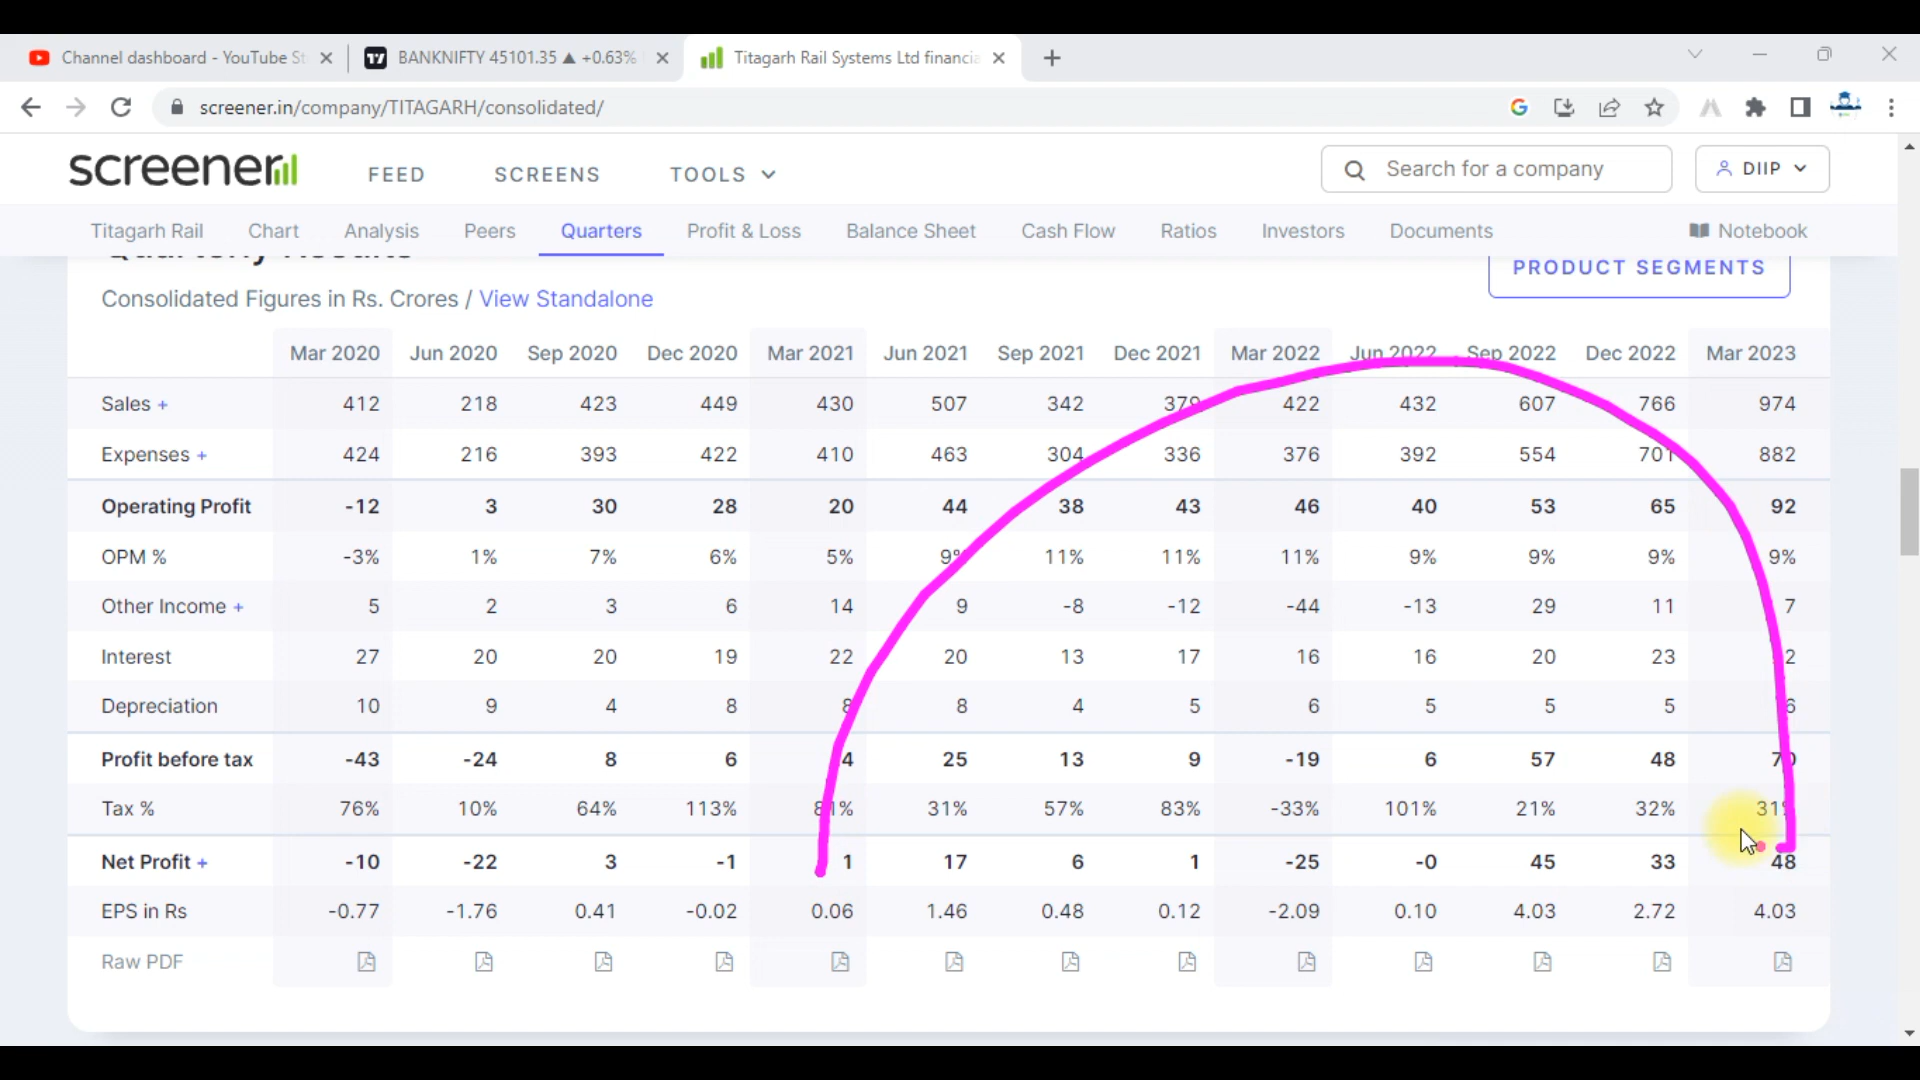 Channel dashboard - YouTube St
BANKNIFTY 45101.35 ▲ +0.63%
Titagarh Rail Systems Ltd financia
screener.in/company/TITAGARH/consolidated/
screener FEED SCREENS TOOLS Search for a company DIIP
Titagarh Rail Chart Analysis Peers Quarters Profit & Loss Balance Sheet Cash Flow Ratios Investors Documents Notebook
Quarterly Results
PRODUCT SEGMENTS
Consolidated Figures in Rs. Crores / View Standalone
Mar 2020 Jun 2020 Sep 2020 Dec 2020 Mar 2021 Jun 2021 Sep 2021 Dec 2021 Mar 2022 Jun 2022 Sep 2022 Dec 2022 Mar 2023
Sales + 412 218 423 449 430 507 342 379 422 432 607 766 974
Expenses + 424 216 393 422 410 463 304 336 376 392 554 701 882
Operating Profit -12 3 30 28 20 44 38 43 46 40 53 65 92
OPM % -3% 1% 7% 6% 5% 9% 11% 11% 11% 9% 9% 9% 9%
Other Income + 5 2 3 6 14 9 -8 -12 -44 -13 29 11 7
Interest 27 20 20 19 22 20 13 17 16 16 20 23 2
Depreciation 10 9 4 8 8 8 4 5 6 5 5 5 6
Profit before tax -43 -24 8 6 4 25 13 9 -19 6 57 48 70
Tax % 76% 10% 64% 113% 81% 31% 57% 83% -33% 101% 21% 32% 31%
Net Profit + -10 -22 3 -1 1 17 6 1 -25 -0 45 33 48
EPS in Rs -0.77 -1.76 0.41 -0.02 0.06 1.46 0.48 0.12 -2.09 0.10 4.03 2.72 4.03
Raw PDF